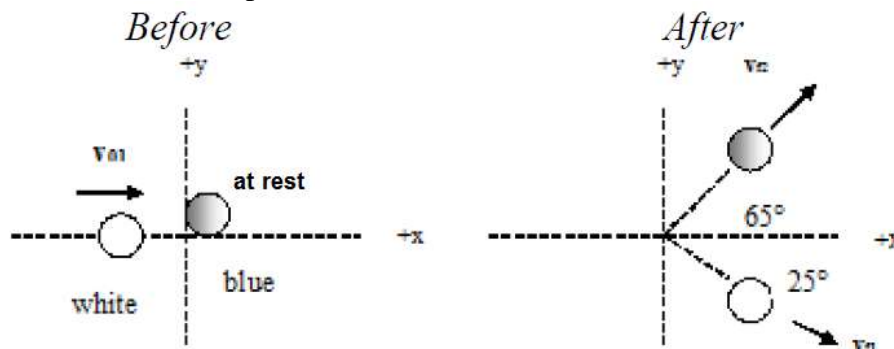 Before
+y
v₀₁
at rest
+x
white
blue
After
+y
65°
+x
25°